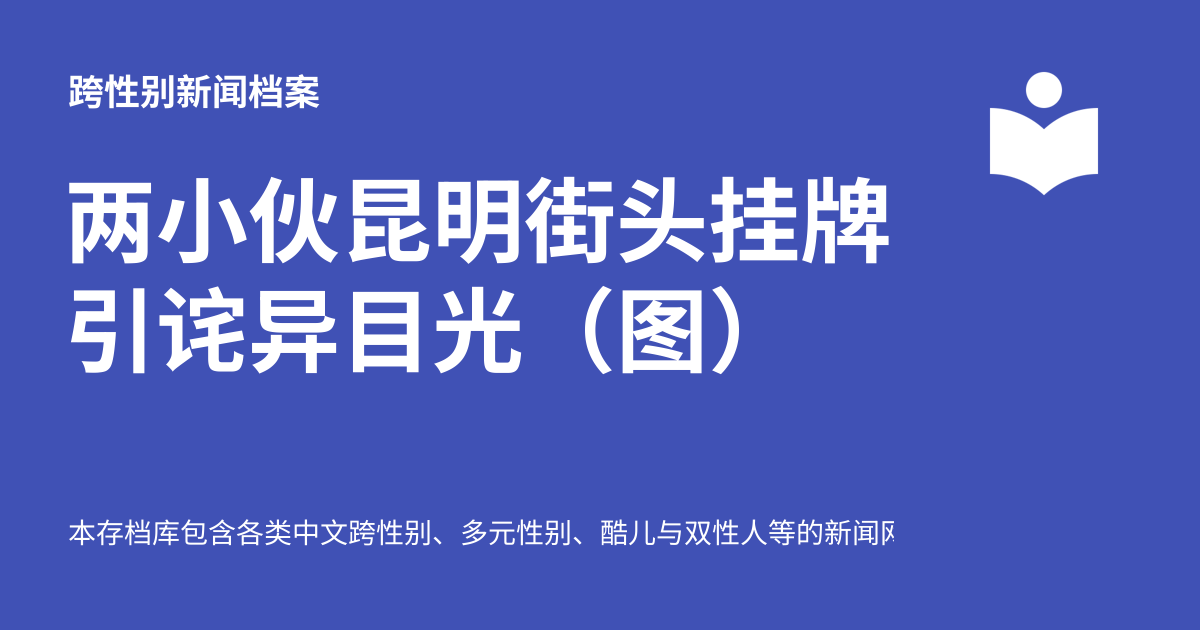 跨性别新闻档案
两小伙昆明街头挂牌
引诧异目光（图）
本存档库包含各类中文跨性别、多元性别、酷儿与双性人等的新闻